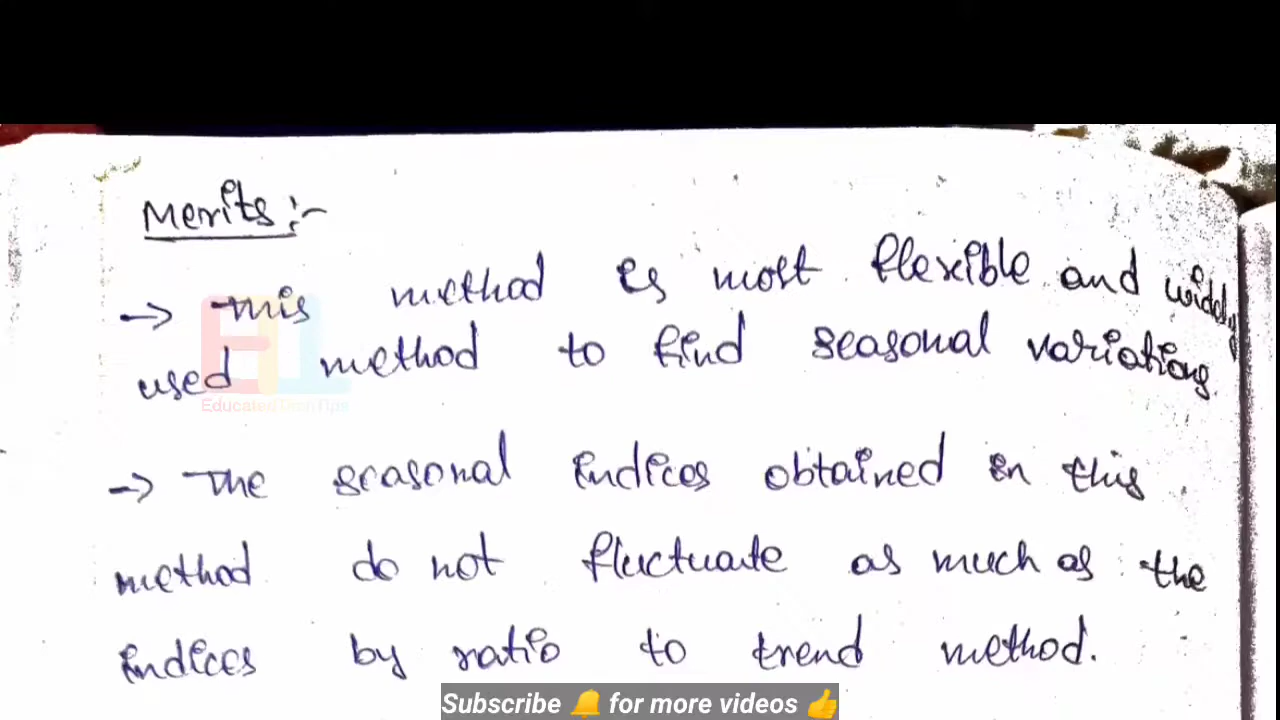 Merits :-
→ This method is most flexible and widely
used method to find seasonal variations.
EducatedTechTips
→ The seasonal indices obtained in this
method do not fluctuate as much as the
indices by ratio to trend method.
Subscribe 🔔 for more videos 👍